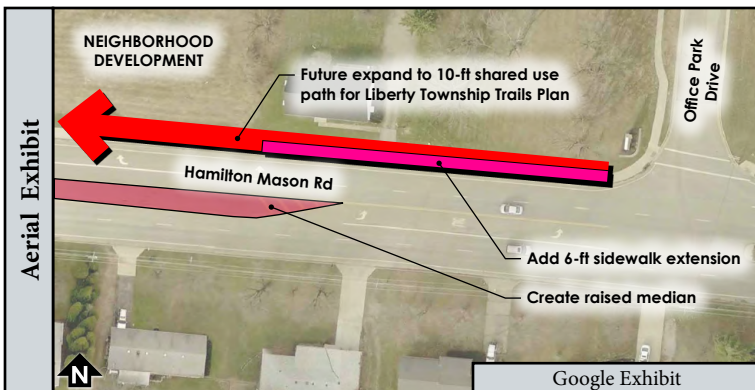 Aerial Exhibit
NEIGHBORHOOD
DEVELOPMENT
Future expand to 10-ft shared use
path for Liberty Township Trails Plan
Office Park
Drive
Hamilton Mason Rd
Add 6-ft sidewalk extension
Create raised median
N
Google Exhibit